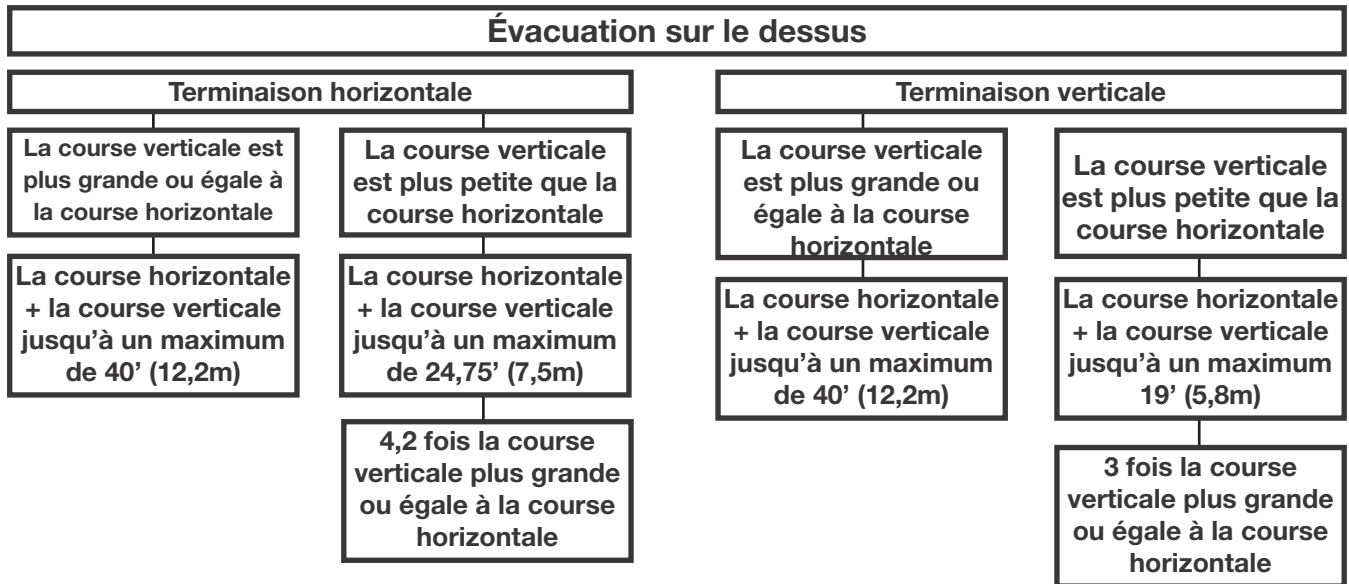 Évacuation sur le dessus
Terminaison horizontale
La course verticale est
plus grande ou égale à
la course horizontale
La course horizontale
+ la course verticale
jusqu'à un maximum
de 40' (12,2m)
La course verticale
est plus petite que la
course horizontale
La course horizontale
+ la course verticale
jusqu'à un maximum
de 24,75' (7,5m)
4,2 fois la course
verticale plus grande
ou égale à la course
horizontale
Terminaison verticale
La course verticale
est plus grande ou
égale à la course
horizontale
La course horizontale
+ la course verticale
jusqu'à un maximum
de 40' (12,2m)
La course verticale
est plus petite que la
course horizontale
La course horizontale
+ la course verticale
jusqu'à un maximum
19' (5,8m)
3 fois la course
verticale plus grande
ou égale à la course
horizontale